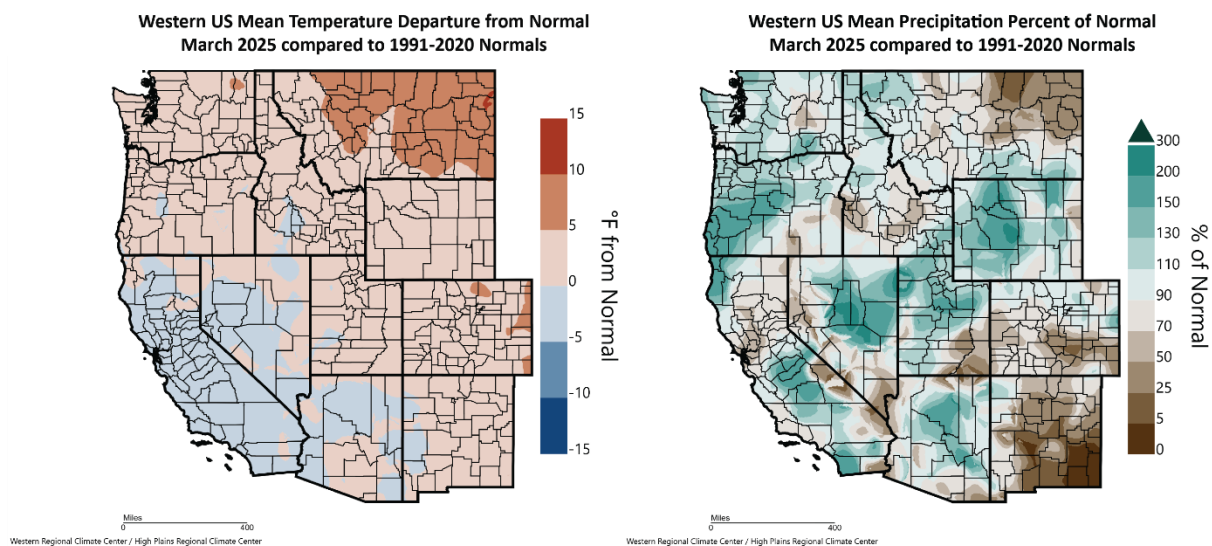 Western US Mean Temperature Departure from Normal
March 2025 compared to 1991-2020 Normals
15
10
5
0
-5
-10
-15
°F from Normal
Miles
0 400
Western Regional Climate Center / High Plains Regional Climate Center
Western US Mean Precipitation Percent of Normal
March 2025 compared to 1991-2020 Normals
300
200
150
130
110
90
70
50
25
5
0
% of Normal
Miles
0 400
Western Regional Climate Center / High Plains Regional Climate Center